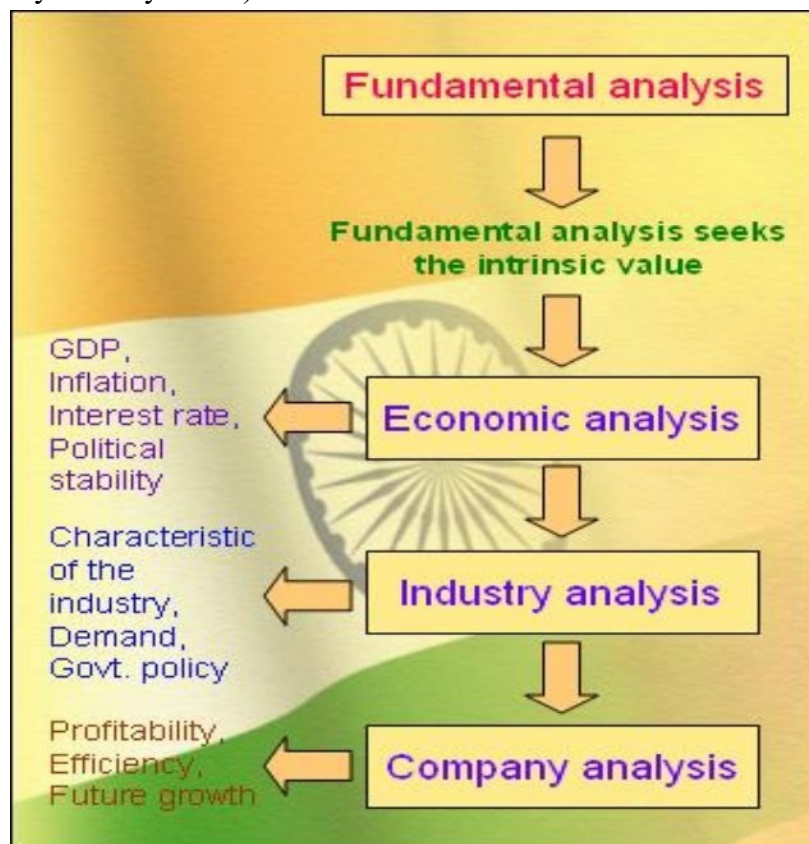 Fundamental analysis
Fundamental analysis seeks
the intrinsic value
GDP,
Inflation,
Interest rate,
Political
stability
Economic analysis
Characteristic
of the
industry,
Demand,
Govt. policy
Industry analysis
Profitability,
Efficiency,
Future growth
Company analysis